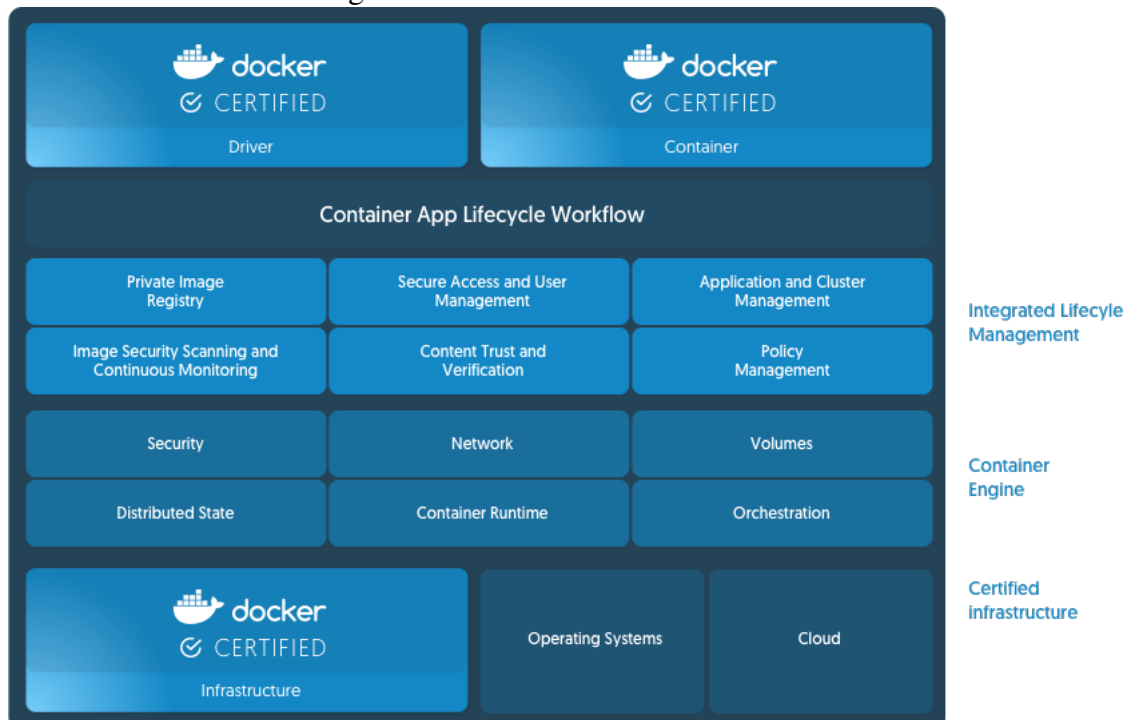 docker
CERTIFIED
Driver
docker
CERTIFIED
Container
Container App Lifecycle Workflow
Private Image
Registry
Secure Access and User
Management
Application and Cluster
Management
Image Security Scanning and
Continuous Monitoring
Content Trust and
Verification
Policy
Management
Integrated Lifecyle
Management
Security
Network
Volumes
Distributed State
Container Runtime
Orchestration
Container
Engine
docker
CERTIFIED
Infrastructure
Operating Systems
Cloud
Certified
infrastructure